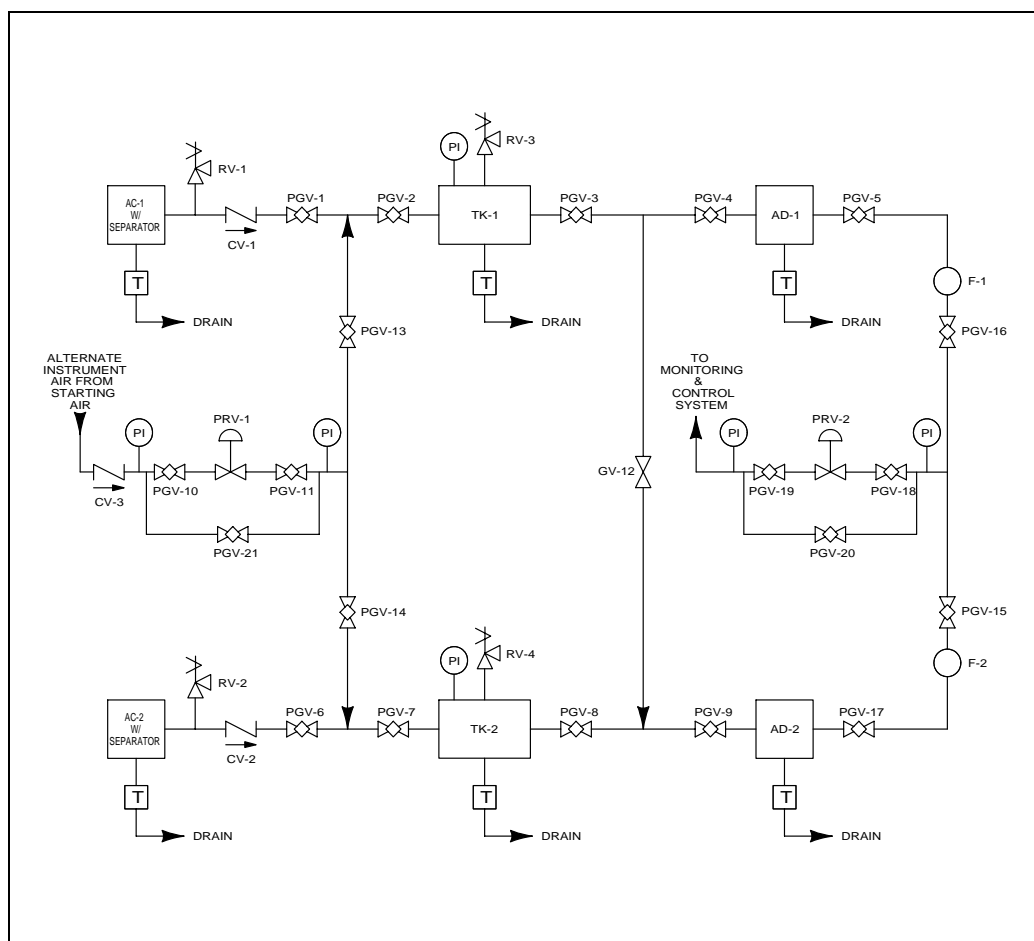 RV-1
PI
RV-3
AC-1
W/
SEPARATOR
CV-1
PGV-1
PGV-2
TK-1
PGV-3
PGV-4
AD-1
PGV-5
T
DRAIN
T
DRAIN
T
DRAIN
F-1
PGV-13
PGV-16
ALTERNATE
INSTRUMENT
AIR FROM
STARTING
AIR
TO
MONITORING
&
CONTROL
SYSTEM
PI
PRV-1
PI
CV-3
PGV-10
PGV-11
PGV-21
GV-12
PI
PRV-2
PI
PGV-19
PGV-18
PGV-20
PGV-14
PGV-15
RV-2
PI
RV-4
F-2
AC-2
W/
SEPARATOR
CV-2
PGV-6
PGV-7
TK-2
PGV-8
PGV-9
AD-2
PGV-17
T
DRAIN
T
DRAIN
T
DRAIN